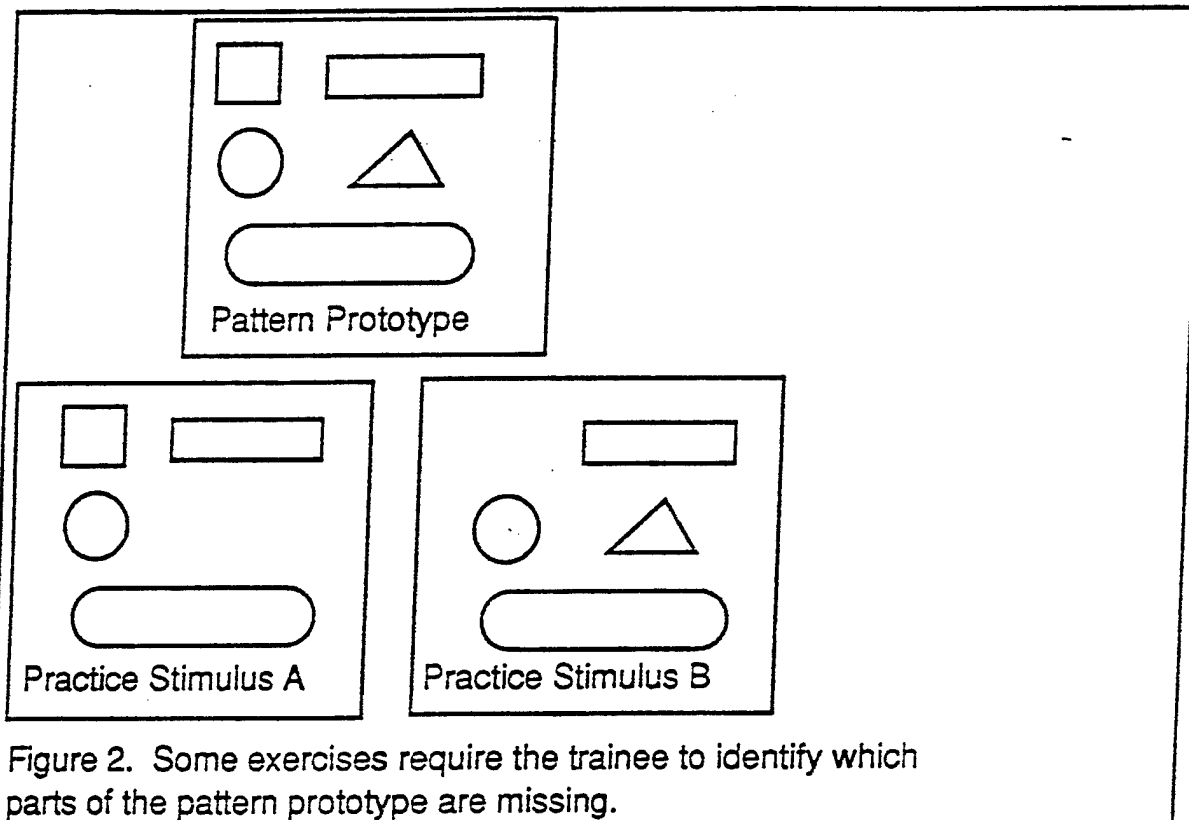 Pattern Prototype
Practice Stimulus A
Practice Stimulus B
Figure 2. Some exercises require the trainee to identify which
parts of the pattern prototype are missing.